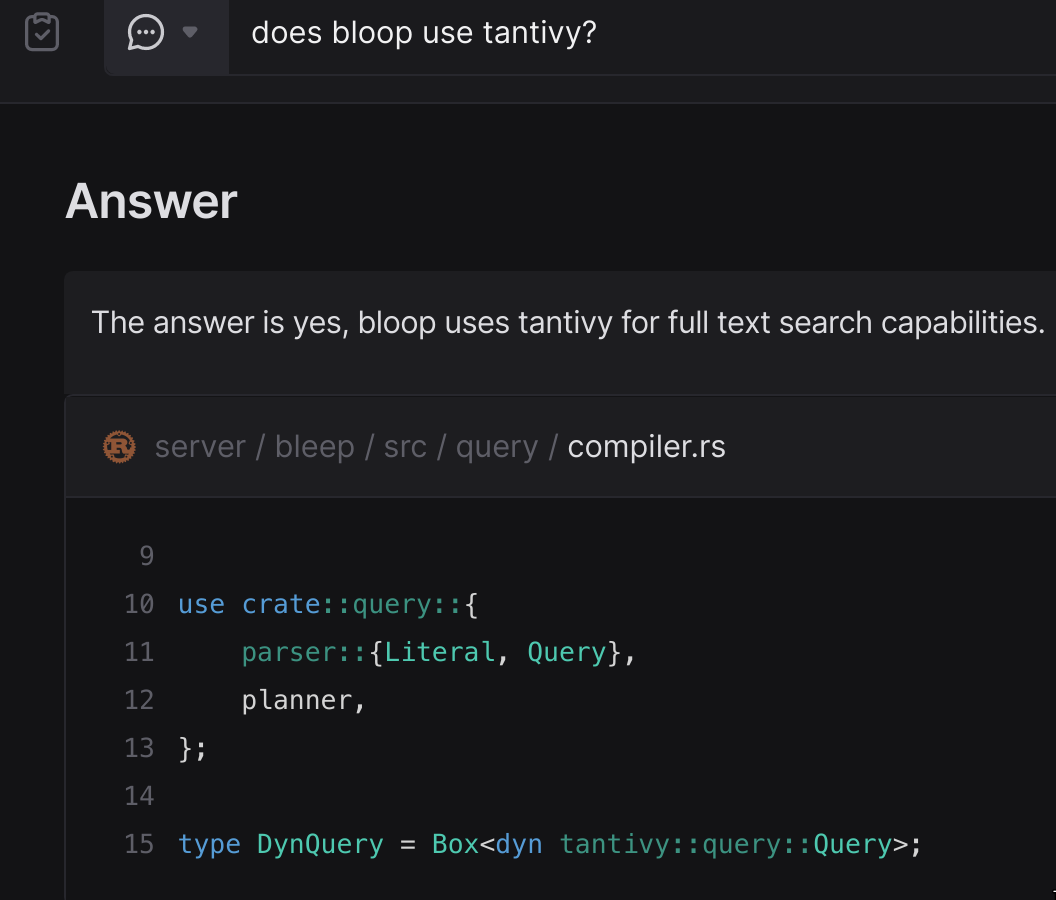 does bloop use tantivy?
Answer
The answer is yes, bloop uses tantivy for full text search capabilities.
server / bleep / src / query / compiler.rs
9
10 use crate::query::{
11     parser::{Literal, Query},
12     planner,
13 };
14
15 type DynQuery = Box<dyn tantivy::query::Query>;